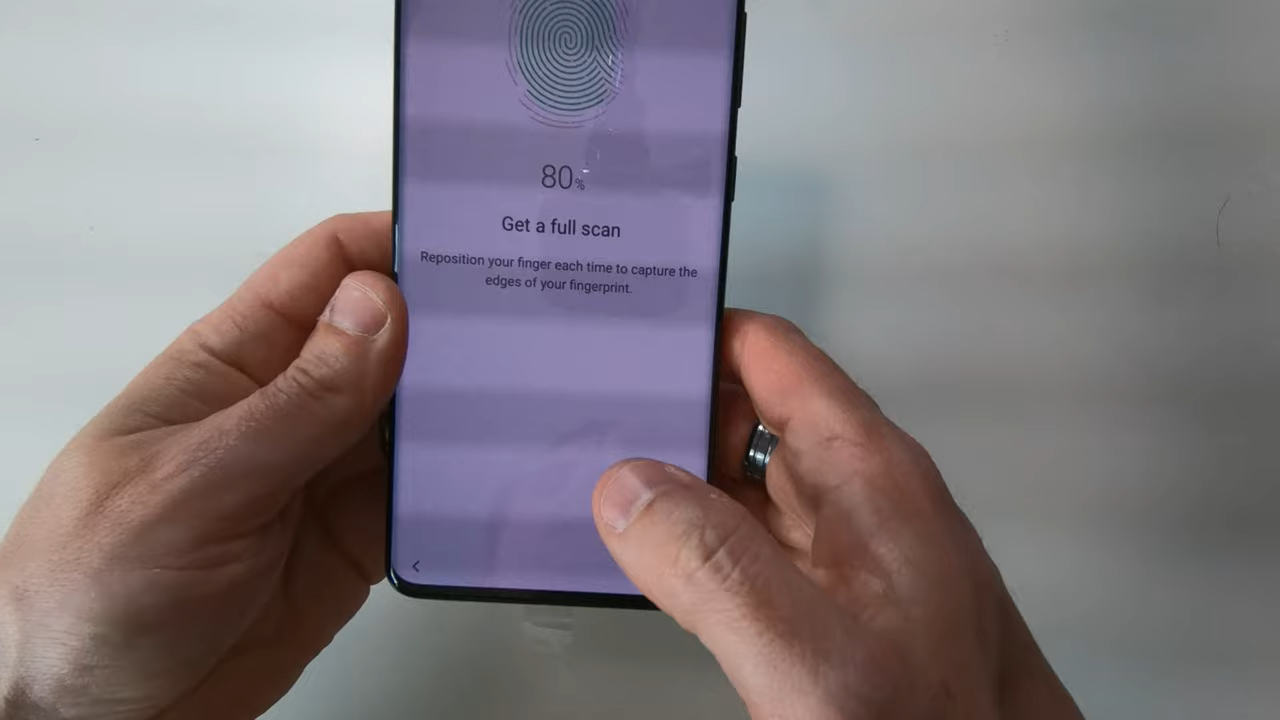 80%
Get a full scan
Reposition your finger each time to capture the
edges of your fingerprint.